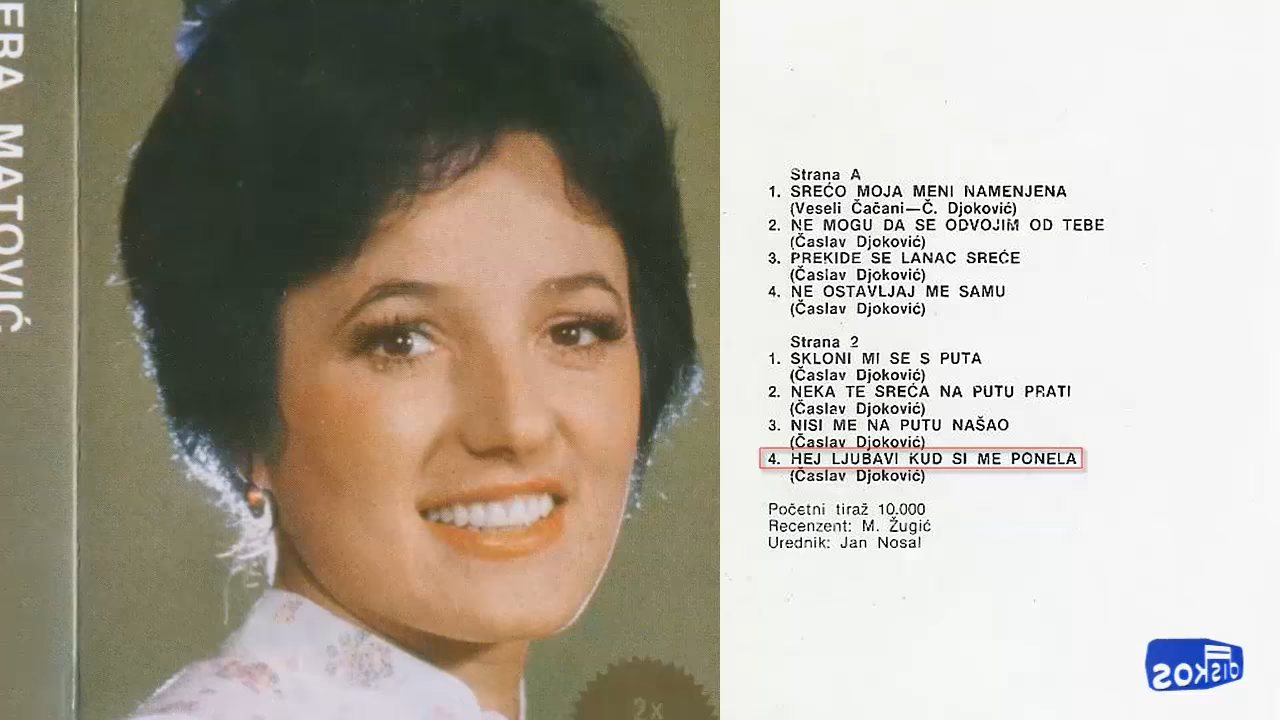 EBA MATOVIĆ
2x
Strana A
1. SREĆO MOJA MENI NAMENJENA
(Veseli Čačani—Č. Djoković)
2. NE MOGU DA SE ODVOJIM OD TEBE
(Časlav Djoković)
3. PREKIDE SE LANAC SREĆE
(Časlav Djoković)
4. NE OSTAVLJAJ ME SAMU
(Časlav Djoković)
Strana 2
1. SKLONI MI SE S PUTA
(Časlav Djoković)
2. NEKA TE SREĆA NA PUTU PRATI
(Časlav Djoković)
3. NISI ME NA PUTU NAŠAO
(Časlav Djoković)
4. HEJ LJUBAVI KUD SI ME PONELA
(Časlav Djoković)
Početni tiraž 10.000
Recenzent: M. Žugić
Urednik: Jan Nosal
diskos